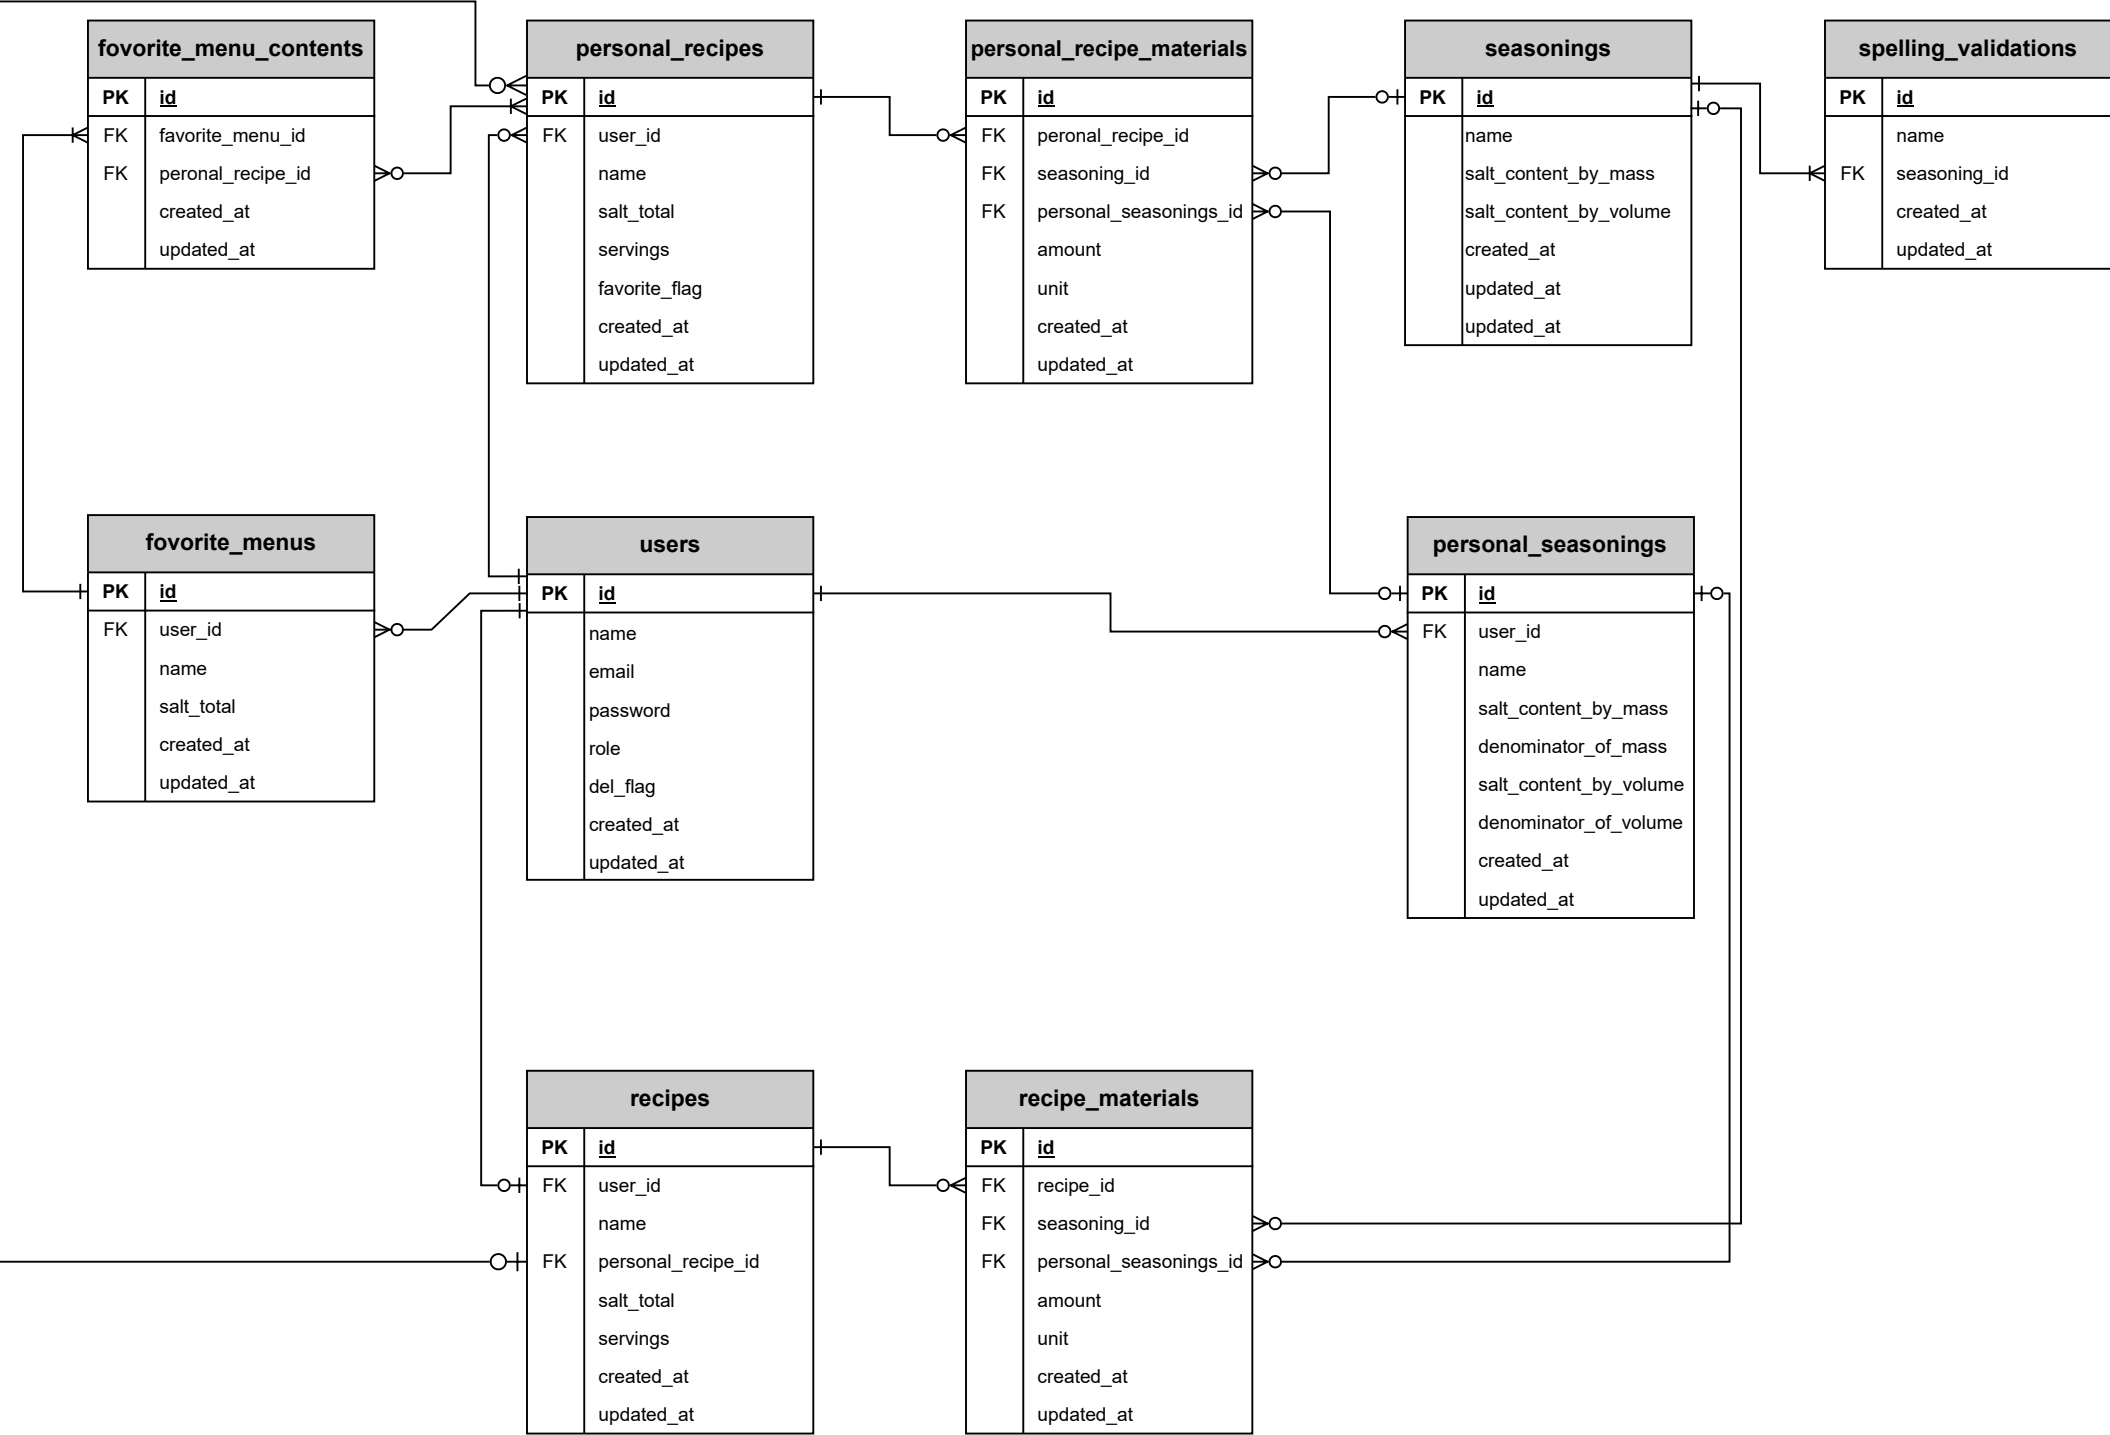 fovorite_menu_contents
PK id
FK favorite_menu_id
FK peronal_recipe_id
created_at
updated_at
personal_recipes
PK id
FK user_id
name
salt_total
servings
favorite_flag
created_at
updated_at
personal_recipe_materials
PK id
FK peronal_recipe_id
FK seasoning_id
FK personal_seasonings_id
amount
unit
created_at
updated_at
seasonings
PK id
name
salt_content_by_mass
salt_content_by_volume
created_at
updated_at
updated_at
spelling_validations
PK id
name
FK seasoning_id
created_at
updated_at
fovorite_menus
PK id
FK user_id
name
salt_total
created_at
updated_at
users
PK id
name
email
password
role
del_flag
created_at
updated_at
personal_seasonings
PK id
FK user_id
name
salt_content_by_mass
denominator_of_mass
salt_content_by_volume
denominator_of_volume
created_at
updated_at
recipes
PK id
FK user_id
name
FK personal_recipe_id
salt_total
servings
created_at
updated_at
recipe_materials
PK id
FK recipe_id
FK seasoning_id
FK personal_seasonings_id
amount
unit
created_at
updated_at